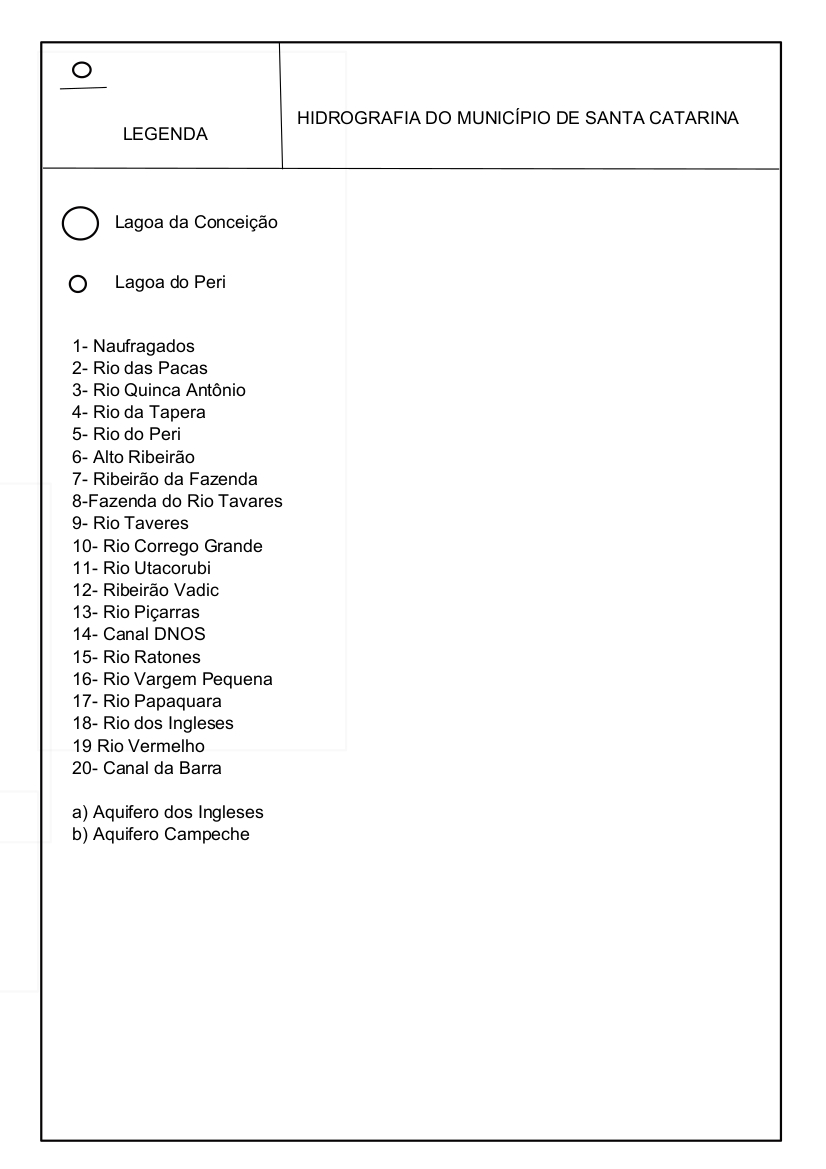 LEGENDA
HIDROGRAFIA DO MUNICÍPIO DE SANTA CATARINA
Lagoa da Conceição
Lagoa do Peri
1- Naufragados
2- Rio das Pacas
3- Rio Quinca Antônio
4- Rio da Tapera
5- Rio do Peri
6- Alto Ribeirão
7- Ribeirão da Fazenda
8-Fazenda do Rio Tavares
9- Rio Taveres
10- Rio Corrego Grande
11- Rio Utacorubi
12- Ribeirão Vadic
13- Rio Piçarras
14- Canal DNOS
15- Rio Ratones
16- Rio Vargem Pequena
17- Rio Papaquara
18- Rio dos Ingleses
19 Rio Vermelho
20- Canal da Barra
a) Aquifero dos Ingleses
b) Aquifero Campeche